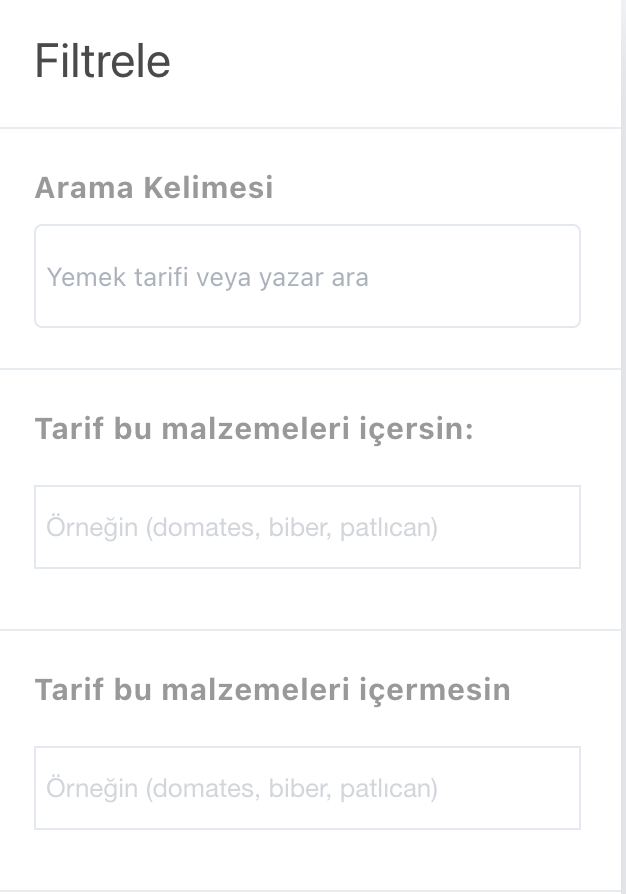 Filtrele
Arama Kelimesi
Yemek tarifi veya yazar ara
Tarif bu malzemeleri içersin:
Örneğin (domates, biber, patlıcan)
Tarif bu malzemeleri içermesin
Örneğin (domates, biber, patlıcan)